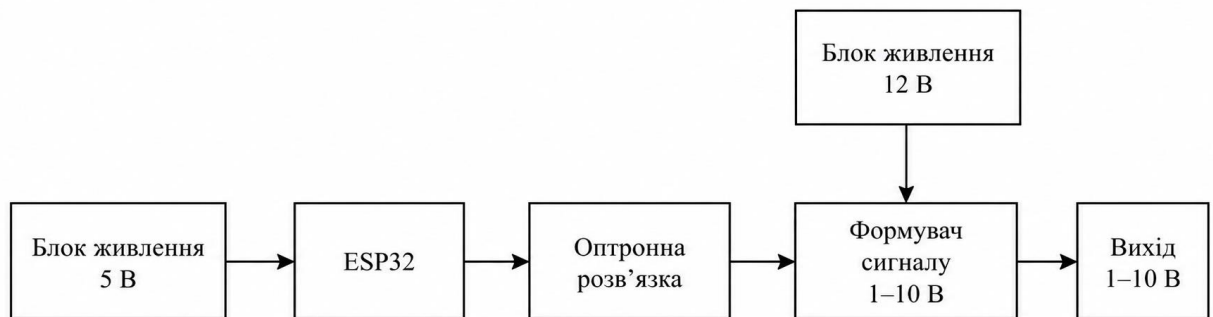 Блок живлення
12 В
Блок живлення
5 В
ESP32
Оптронна
розв’язка
Формувач
сигналу
1–10 В
Вихід
1–10 В